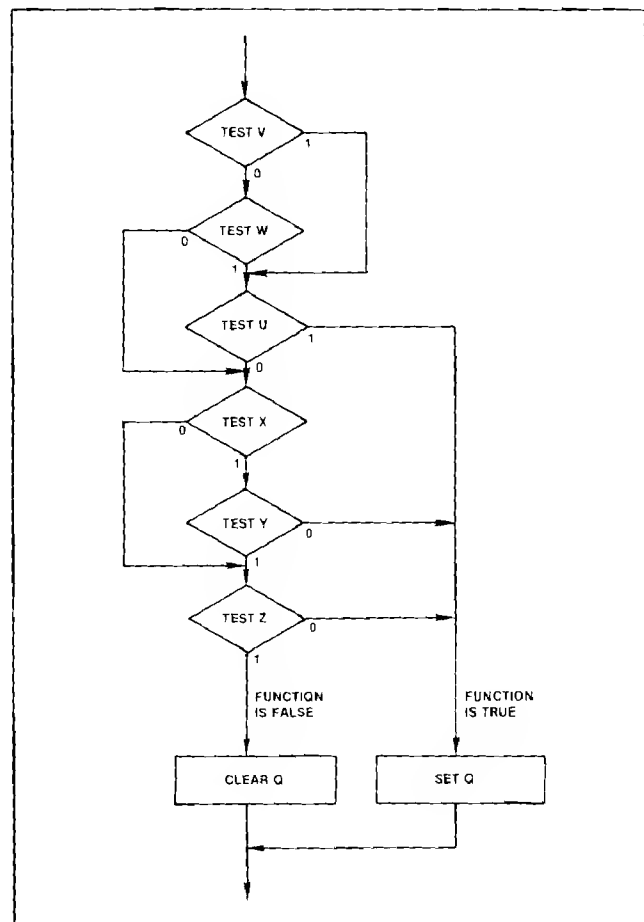 TEST V
1
0
TEST W
0
1
TEST U
1
0
TEST X
0
1
TEST Y
0
1
TEST Z
0
1
FUNCTION
IS FALSE
FUNCTION
IS TRUE
CLEAR Q
SET Q